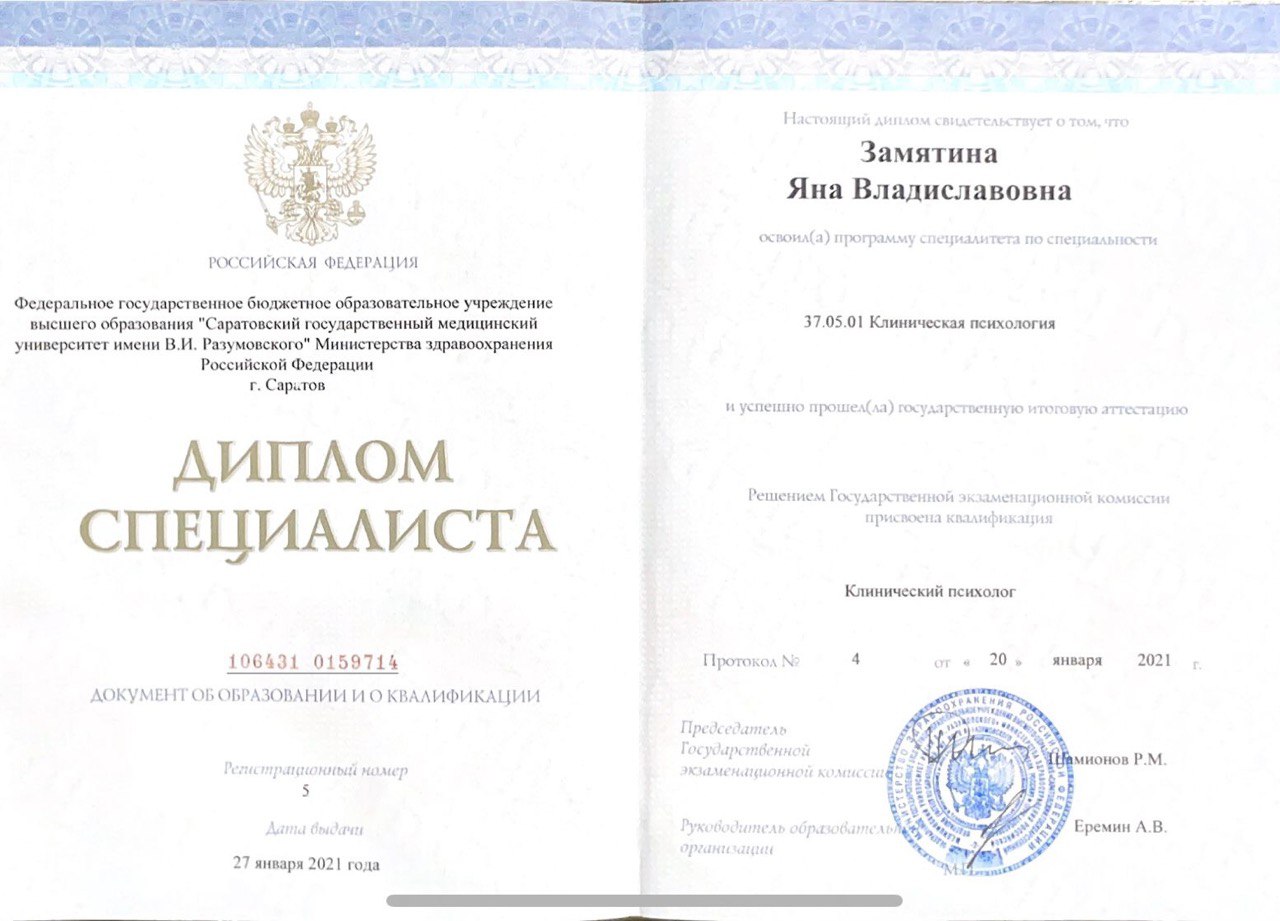 РОССИЙСКАЯ ФЕДЕРАЦИЯ
Федеральное государственное бюджетное образовательное учреждение
высшего образования "Саратовский государственный медицинский
университет имени В.И. Разумовского" Министерства здравоохранения
Российской Федерации
г. Саратов
ДИПЛОМ
СПЕЦИАЛИСТА
106431 0159714
ДОКУМЕНТ ОБ ОБРАЗОВАНИИ И О КВАЛИФИКАЦИИ
Регистрационный номер
5
Дата выдачи
27 января 2021 года
Настоящий диплом свидетельствует о том, что
Замятина
Яна Владиславовна
освоил(а) программу специалитета по специальности
37.05.01 Клиническая психология
и успешно прошел(ла) государственную итоговую аттестацию
Решением Государственной экзаменационной комиссии
присвоена квалификация
Клинический психолог
Протокол № 4 от « 20 » января 2021 г.
Председатель
Государственной
экзаменационной комиссии Шамионов Р.М.
Руководитель
организации Еремин А.В.
М.П.